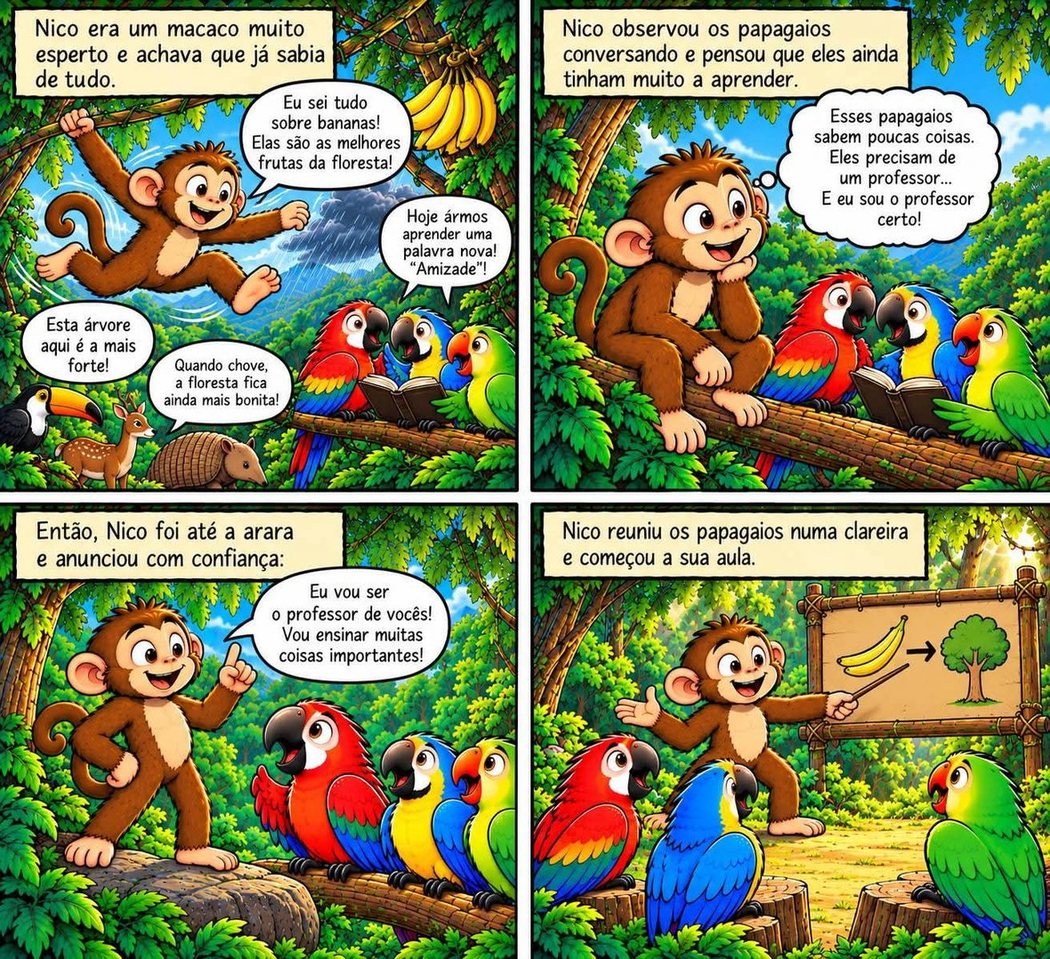 Nico era um macaco muito
esperto e achava que já sabia
de tudo.
Eu sei tudo
sobre bananas!
Elas são as melhores
frutas da floresta!
Hoje ármos
aprender uma
palavra nova!
“Amizade”!
Esta árvore
aqui é a mais
forte!
Quando chove,
a floresta fica
ainda mais bonita!
Nico observou os papagaios
conversando e pensou que eles ainda
tinham muito a aprender.
Esses papagaios
sabem poucas coisas.
Eles precisam de
um professor...
E eu sou o professor
certo!
Então, Nico foi até a arara
e anunciou com confiança:
Eu vou ser
o professor de vocês!
Vou ensinar muitas
coisas importantes!
Nico reuniu os papagaios numa clareira
e começou a sua aula.